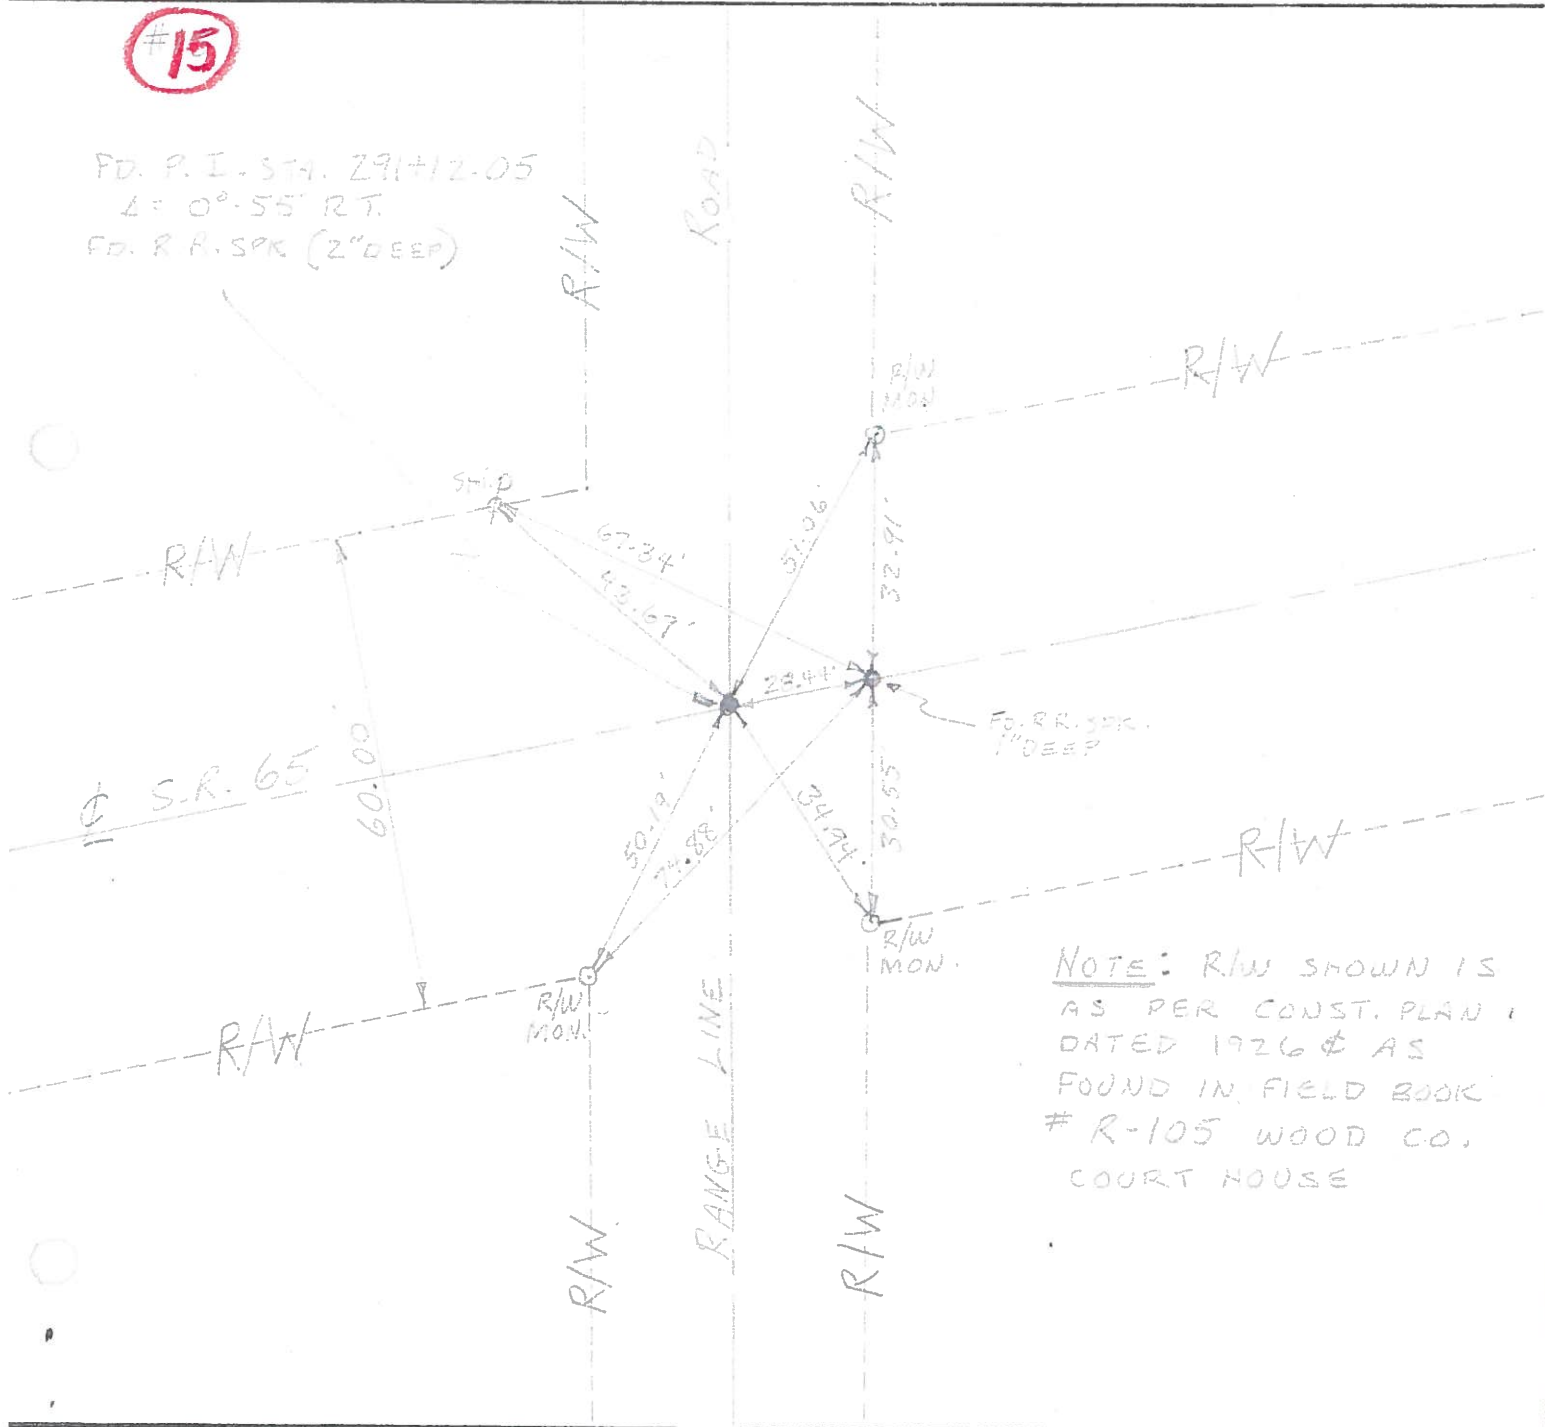 #15
FD. P. I. STA. 291+12.05
∆ = 0°-55' RT.
FD. R.R. SPK (2" DEEP)
R/W
ROAD
R/W
R/W
MON
R/W
R/W
67.34'
43.67'
51.06'
32.91'
28.44'
FD. R.R. SPK.
1" DEEP
60.00'
℄ S.R. 65
50.19'
74.88'
34.94'
30.55'
R/W
R/W
MON.
R/W
MON.
R/W
RANGE LINE
R/W
R/W
NOTE: R/W SHOWN IS
AS PER CONST. PLAN
DATED 1926 ℄ AS
FOUND IN FIELD BOOK
# R-105 WOOD CO.
COURT HOUSE